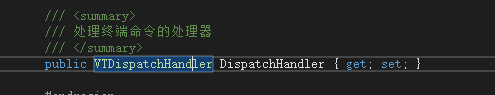 /// <summary>
/// 处理终端命令的处理器
/// </summary>
public VTDispatchHandler DispatchHandler { get; set; }